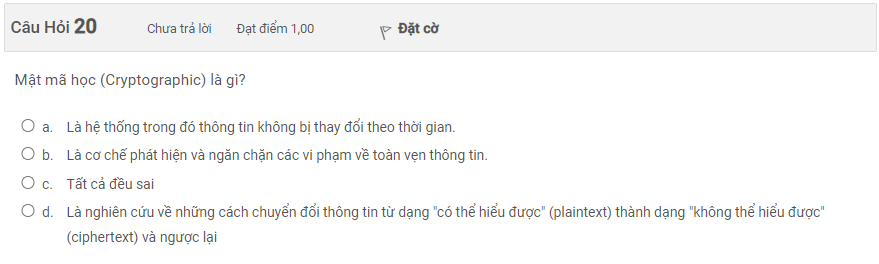 Câu Hỏi 20 Chưa trả lời Đạt điểm 1,00 Đặt cờ
Mật mã học (Cryptographic) là gì?
a. Là hệ thống trong đó thông tin không bị thay đổi theo thời gian.
b. Là cơ chế phát hiện và ngăn chặn các vi phạm về toàn vẹn thông tin.
c. Tất cả đều sai
d. Là nghiên cứu về những cách chuyển đổi thông tin từ dạng "có thể hiểu được" (plaintext) thành dạng "không thể hiểu được"
(ciphertext) và ngược lại